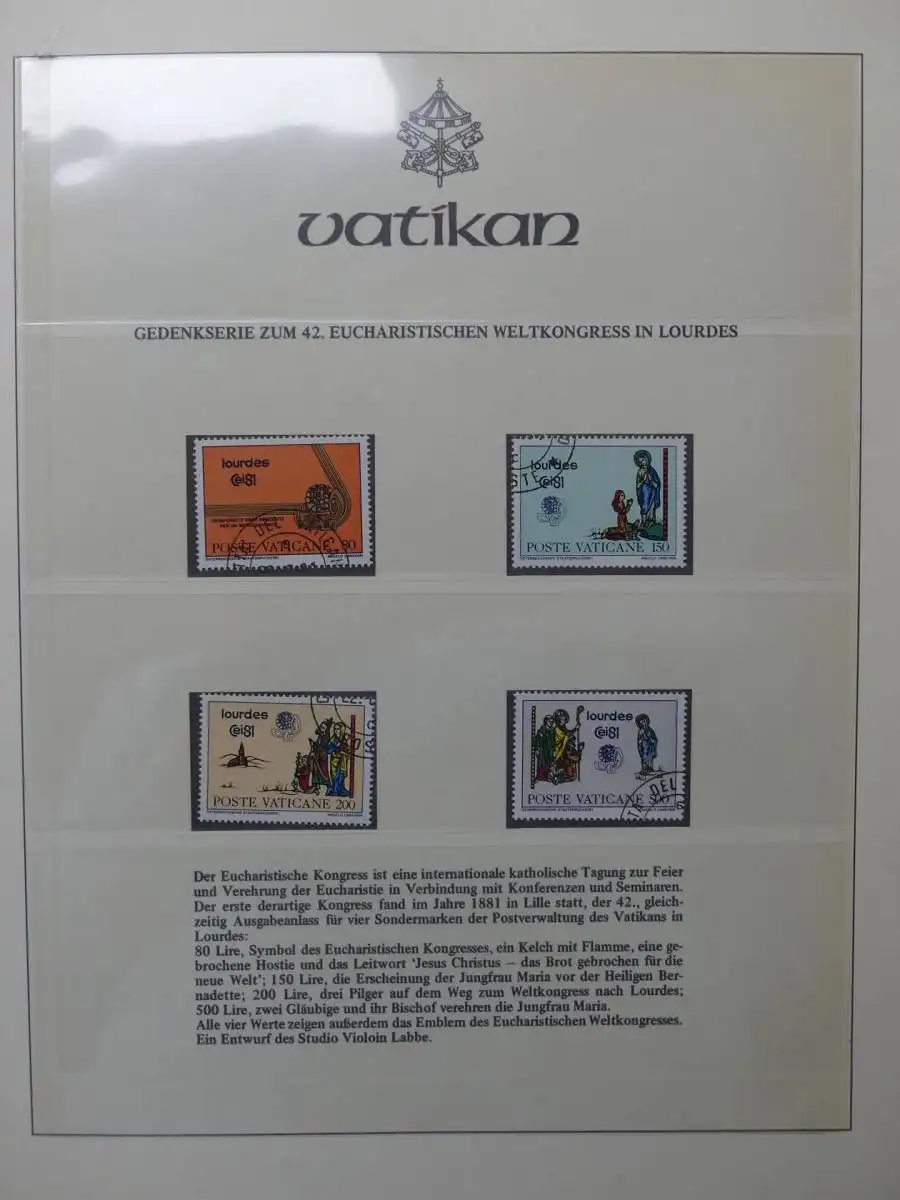 vatikan
GEDENKSERIE ZUM 42. EUCHARISTISCHEN WELTKONGRESS IN LOURDES
lourdes
Cei81
POSTE VATICANE 80
lourdes
Cei81
POSTE VATICANE 150
lourdes
Cei81
POSTE VATICANE 200
lourdes
Cei81
POSTE VATICANE 500
Der Eucharistische Kongress ist eine internationale katholische Tagung zur Feier
und Verehrung der Eucharistie in Verbindung mit Konferenzen und Seminaren.
Der erste derartige Kongress fand im Jahre 1881 in Lille statt, der 42., gleich-
zeitig Ausgabeanlass für vier Sondermarken der Postverwaltung des Vatikans in
Lourdes:
80 Lire, Symbol des Eucharistischen Kongresses, ein Kelch mit Flamme, eine ge-
brochene Hostie und das Leitwort 'Jesus Christus – das Brot gebrochen für die
neue Welt'; 150 Lire, die Erscheinung der Jungfrau Maria vor der Heiligen Ber-
nadette; 200 Lire, drei Pilger auf dem Weg zum Weltkongress nach Lourdes;
500 Lire, zwei Gläubige und ihr Bischof verehren die Jungfrau Maria.
Alle vier Werte zeigen außerdem das Emblem des Eucharistischen Weltkongresses.
Ein Entwurf des Studio Violoin Labbe.